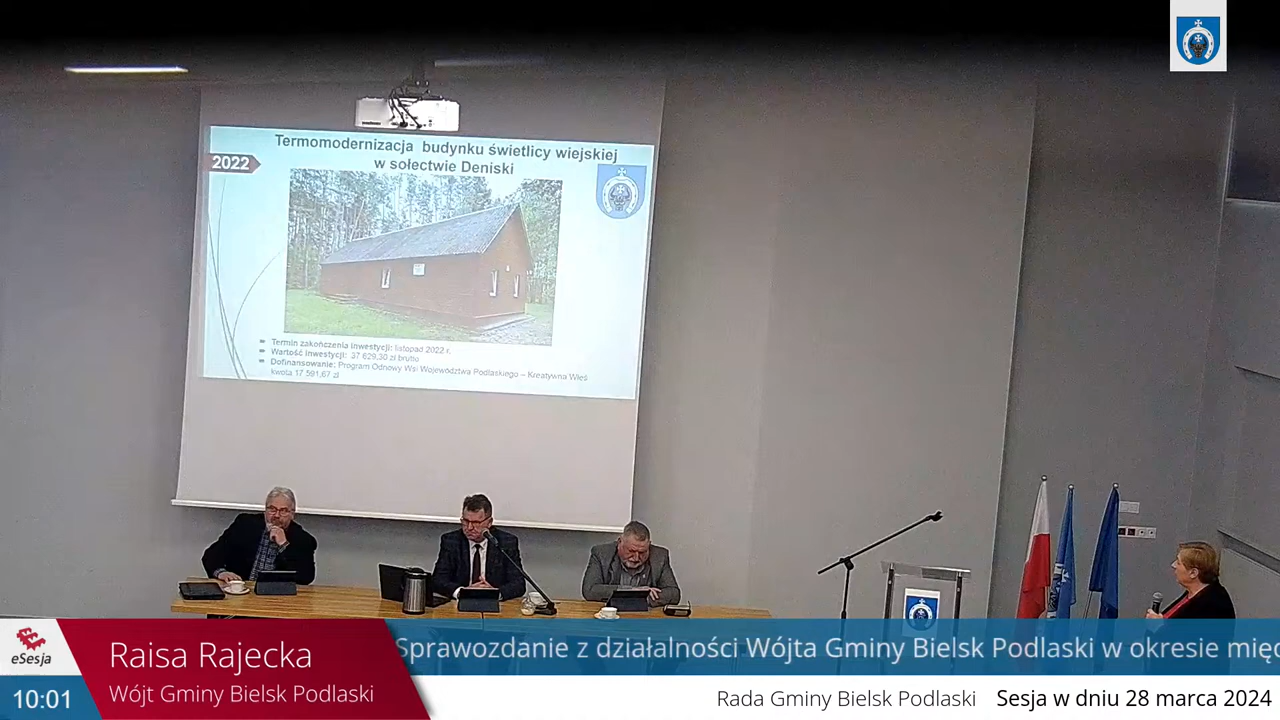 Termomodernizacja budynku świetlicy wiejskiej
w sołectwie Deniski
2022
Termin zakończenia inwestycji: listopad 2022 r.
Wartość inwestycji: 37 629,30 zł brutto
Dofinansowanie: Program Odnowy Wsi Województwa Podlaskiego – Kreatywna Wieś
kwota 17 591,67 zł
eSesja
Raisa Rajecka
Wójt Gminy Bielsk Podlaski
Sprawozdanie z działalności Wójta Gminy Bielsk Podlaski w okresie mię
10:01
Rada Gminy Bielsk Podlaski Sesja w dniu 28 marca 2024